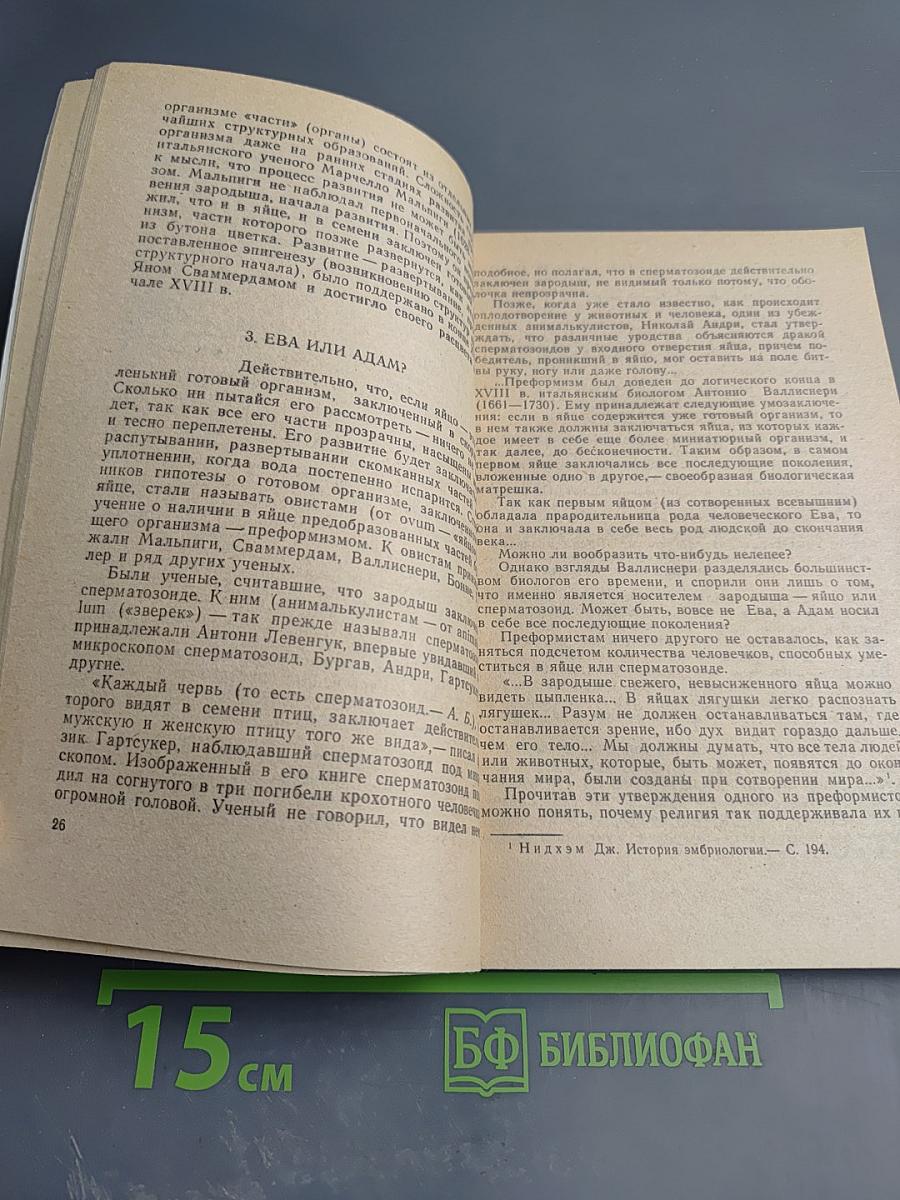 организме «части» (органы) состоят из
чайших структурных образований. Сложность
организма даже на ранних стадиях развития
итальянского ученого Марчелло Мальпиги
к мысли, что процесс развития не может быть
зом. Мальпиги не наблюдал первоначального
вения зародыша, начала развития. Поэтому он
жил, что и в яйце, и в семени заключен
низм, части которого позже развернутся, как
из бутона цветка. Развитие — развертывание,
поставленное эпигенезу (возникновению
структурного начала), было поддержано в конце
Яном Сваммердамом и достигло своего
чале XVIII в.
3. ЕВА ИЛИ АДАМ?
Действительно, что, если яйцо —
ленький готовый организм, заключенный в
Сколько ни пытайся его рассмотреть — ничего
дет, так как все его части прозрачны, насыщены
и тесно переплетены. Его развитие будет
распутывании, развертывании скомканных частей
уплотнении, когда вода постепенно испарится.
ников гипотезы о готовом организме,
яйце, стали называть овистами (от ovum — «яйцо»
учение о наличии в яйце предобразованных частей
щего организма — преформизмом. К овистам
жали Мальпиги, Сваммердам, Валлиснери, Бонне,
лер и ряд других ученых.
Были ученые, считавшие, что зародыш
сперматозоиде. К ним (анималькулистам — от
lum («зверек») — так прежде называли
принадлежали Антони Левенгук, впервые увидавший
микроскопом сперматозоид, Бургав, Андри,
другие.
«Каждый червь (то есть сперматозоид.— А. Б.),
торого видят в семени птиц, заключает
мужскую и женскую птицу того же вида»,— писал
зик Гартсукер, наблюдавший сперматозоид под
скопом. Изображенный в его книге сперматозоид
дил на согнутого в три погибели крохотного
огромной головой. Ученый не говорил, что видел
26
подобное, но полагал, что в сперматозоиде действительно
заключен зародыш, не видимый только потому, что обо-
лочка непрозрачна.
Позже, когда уже стало известно, как происходит
оплодотворение у животных и человека, один из убеж-
денных анималькулистов, Николай Андри, стал утвер-
ждать, что различные уродства объясняются дракой
сперматозоидов у входного отверстия яйца, причем по-
бедитель, проникший в яйцо, мог оставить на поле бит-
вы руку, ногу или даже голову...
...Преформизм был доведен до логического конца в
XVIII в. итальянским биологом Антонио Валлиснери
(1661—1730). Ему принадлежат следующие умозаключе-
ния: если в яйце содержится уже готовый организм, то
в нем также должны заключаться яйца, из которых каж-
дое имеет в себе еще более миниатюрный организм, и
так далее, до бесконечности. Таким образом, в самом
первом яйце заключались все последующие поколения,
вложенные одно в другое,— своеобразная биологическая
матрешка.
Так как первым яйцом (из сотворенных всевышним)
обладала прародительница рода человеческого Ева, то
она и заключала в себе весь род людской до скончания
века...
Можно ли вообразить что-нибудь нелепее?
Однако взгляды Валлиснери разделялись большинст-
вом биологов его времени, и спорили они лишь о том,
что именно является носителем зародыша — яйцо или
сперматозоид. Может быть, вовсе не Ева, а Адам носил
в себе все последующие поколения?
Преформистам ничего другого не оставалось, как за-
няться подсчетом количества человечков, способных уме-
ститься в яйце или сперматозоиде.
«...В зародыше свежего, невысиженного яйца можно
видеть цыпленка... В яйцах лягушки легко распознать
лягушек... Разум не должен останавливаться там, где
останавливается зрение, ибо дух видит гораздо дальше,
чем его тело... Мы должны думать, что все тела людей
или животных, которые, быть может, появятся до окон-
чания мира, были созданы при сотворении мира...»¹.
Прочитав эти утверждения одного из преформисто
можно понять, почему религия так поддерживала их
¹ Нидхэм Дж. История эмбриологии.— С. 194.
15 см
БФ БИБЛИОФАН